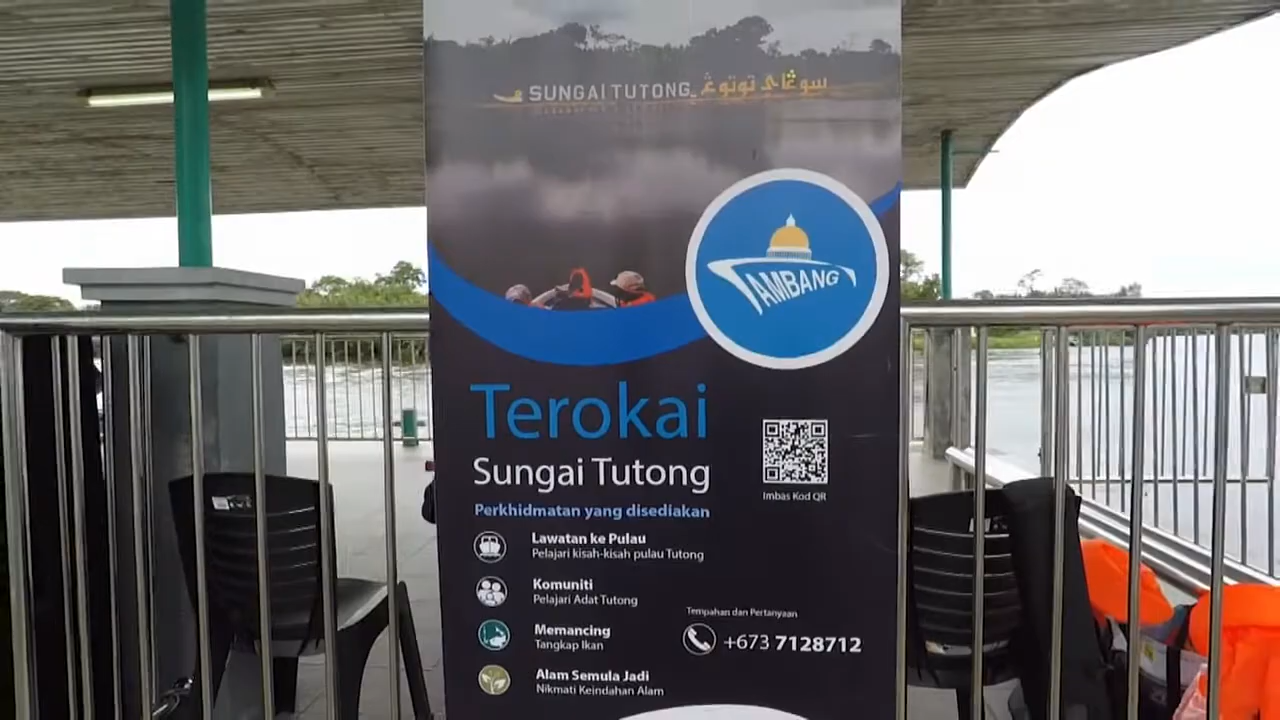 SUNGAI TUTONG سوڠاي توتوڠ
TAMBANG
Terokai
Sungai Tutong
Imbas Kod QR
Perkhidmatan yang disediakan
Lawatan ke Pulau
Pelajari kisah-kisah pulau Tutong
Komuniti
Pelajari Adat Tutong
Memancing
Tangkap Ikan
Alam Semula Jadi
Nikmati Keindahan Alam
Tempahan dan Pertanyaan
+673 7128712